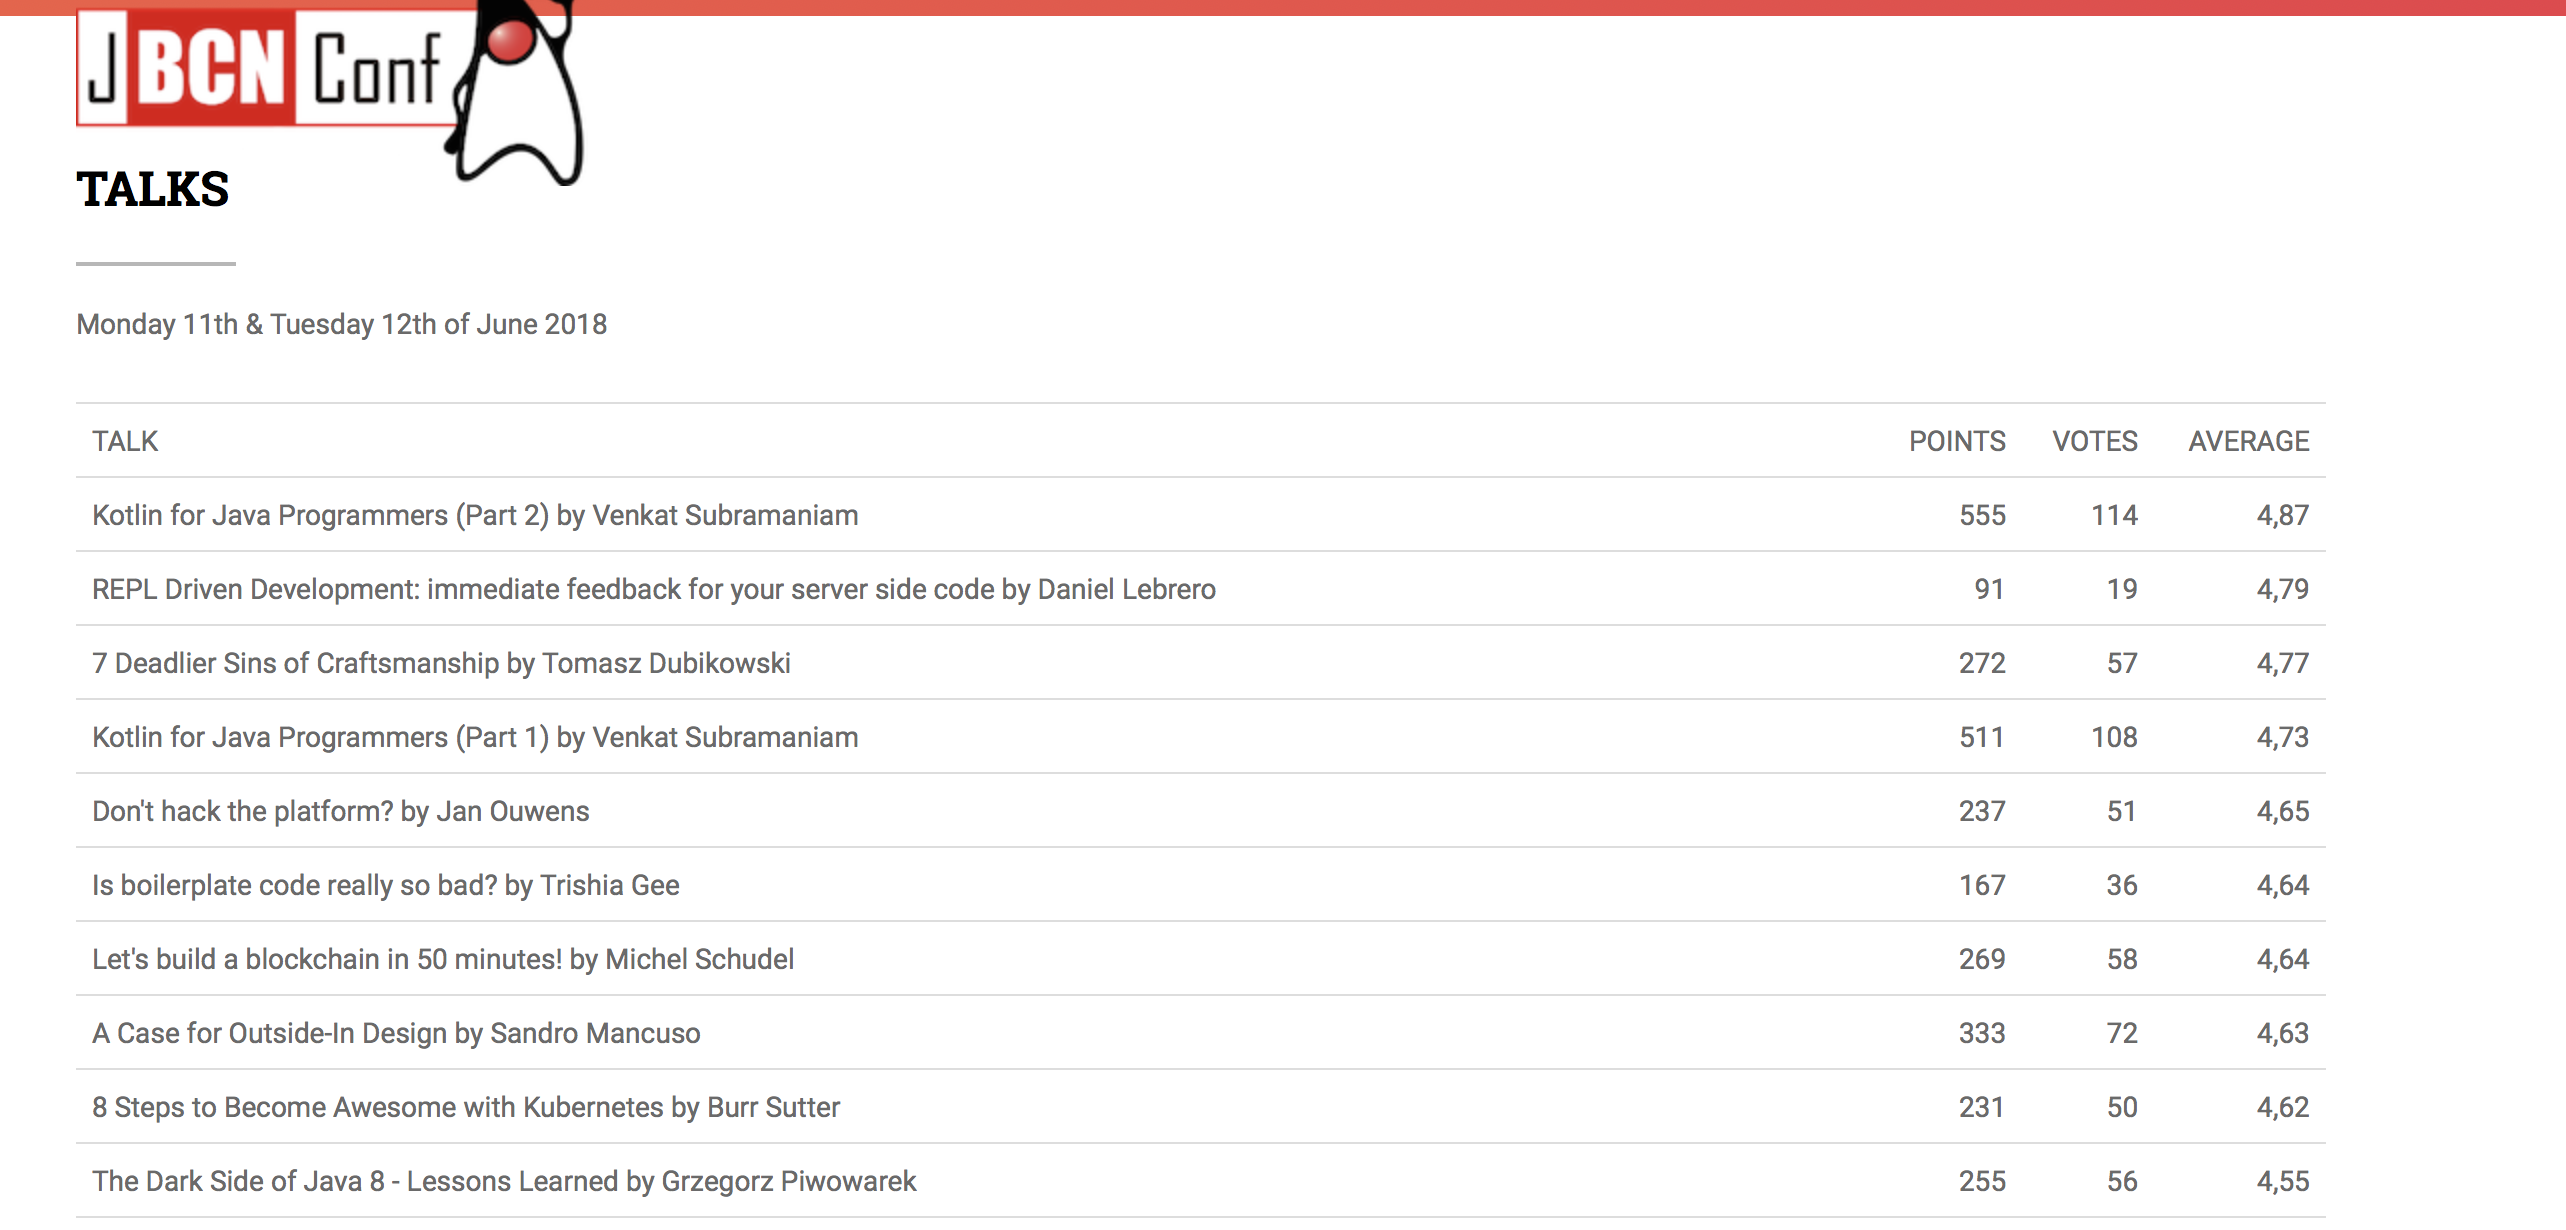 JBCNConf
TALKS
Monday 11th & Tuesday 12th of June 2018
TALK POINTS VOTES AVERAGE
Kotlin for Java Programmers (Part 2) by Venkat Subramaniam 555 114 4,87
REPL Driven Development: immediate feedback for your server side code by Daniel Lebrero 91 19 4,79
7 Deadlier Sins of Craftsmanship by Tomasz Dubikowski 272 57 4,77
Kotlin for Java Programmers (Part 1) by Venkat Subramaniam 511 108 4,73
Don't hack the platform? by Jan Ouwens 237 51 4,65
Is boilerplate code really so bad? by Trishia Gee 167 36 4,64
Let's build a blockchain in 50 minutes! by Michel Schudel 269 58 4,64
A Case for Outside-In Design by Sandro Mancuso 333 72 4,63
8 Steps to Become Awesome with Kubernetes by Burr Sutter 231 50 4,62
The Dark Side of Java 8 - Lessons Learned by Grzegorz Piwowarek 255 56 4,55